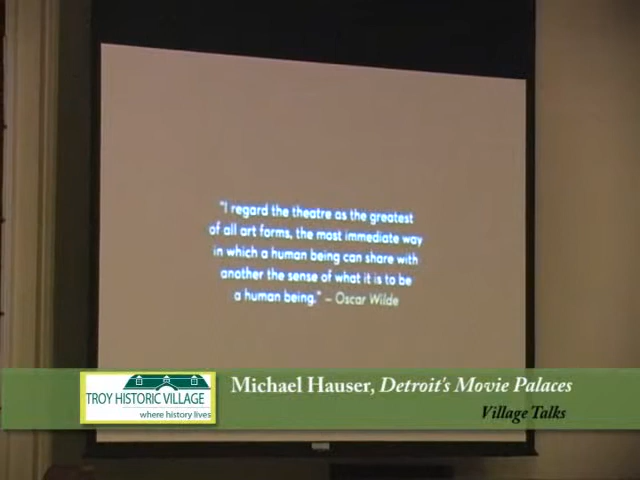 "I regard the theatre as the greatest
of all art forms, the most immediate way
in which a human being can share with
another the sense of what it is to be
a human being." – Oscar Wilde
TROY HISTORIC VILLAGE
where history lives
Michael Hauser, Detroit's Movie Palaces
Village Talks